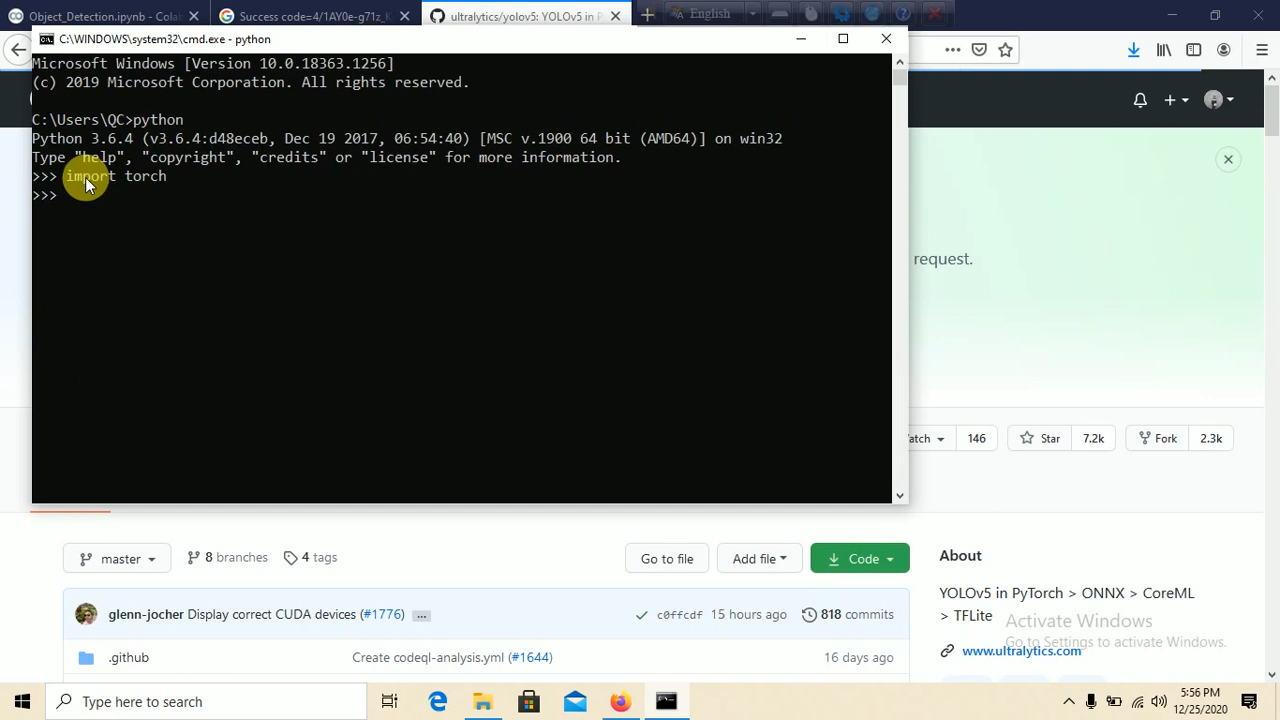 Object_Detection.ipynb - Colab
Success code=4/1AY0e-g71z_K
ultralytics/yolov5: YOLOv5 in P
English
C:\WINDOWS\system32\cmd.exe - python
Microsoft Windows [Version 10.0.18363.1256]
(c) 2019 Microsoft Corporation. All rights reserved.
C:\Users\QC>python
Python 3.6.4 (v3.6.4:d48eceb, Dec 19 2017, 06:54:40) [MSC v.1900 64 bit (AMD64)] on win32
Type "help", "copyright", "credits" or "license" for more information.
>>> import torch
>>>
request.
atch 146 Star 7.2k Fork 2.3k
master 8 branches 4 tags Go to file Add file Code
About
glenn-jocher Display correct CUDA devices (#1776) ... c0ffcdf 15 hours ago 818 commits
YOLOv5 in PyTorch > ONNX > CoreML
> TFLite
Activate Windows
Go to Settings to activate Windows.
www.ultralytics.com
.github Create codeql-analysis.yml (#1644) 16 days ago
Type here to search
5:56 PM
12/25/2020